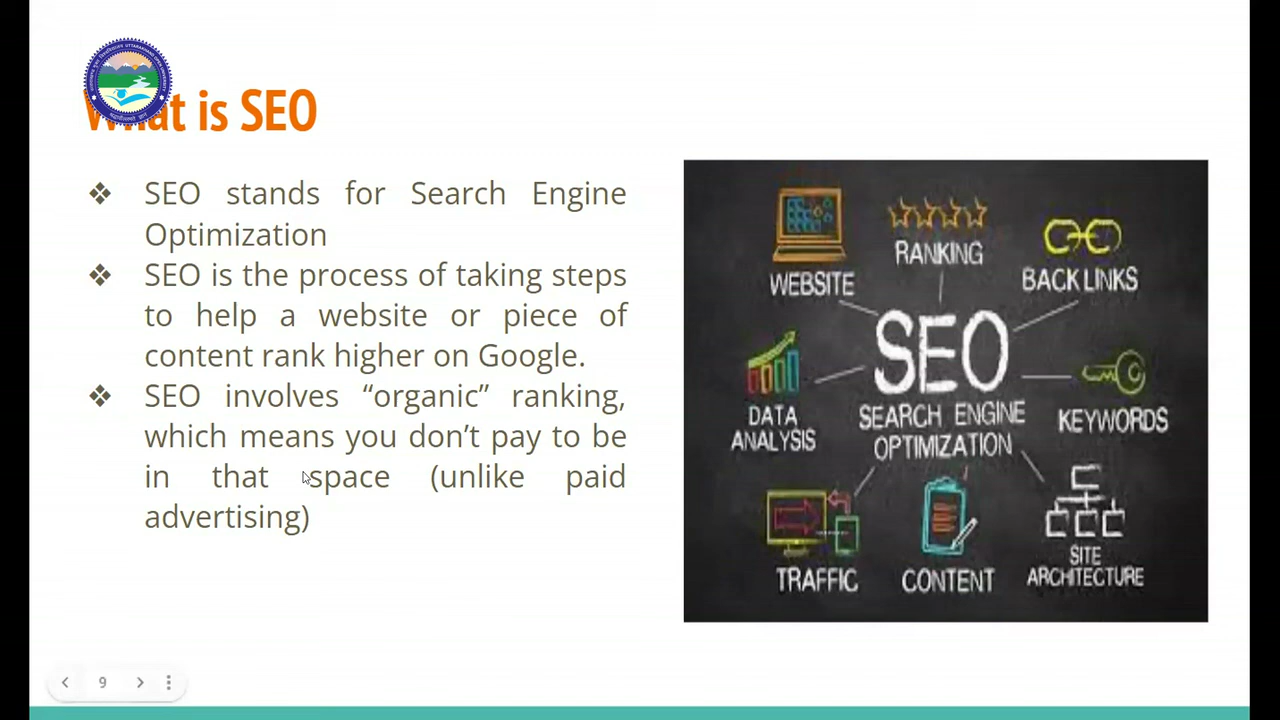 What is SEO
❖ SEO stands for Search Engine
Optimization
❖ SEO is the process of taking steps
to help a website or piece of
content rank higher on Google.
❖ SEO involves “organic” ranking,
which means you don’t pay to be
in that space (unlike paid
advertising)
WEBSITE
RANKING
BACKLINKS
SEO
SEARCH ENGINE
OPTIMIZATION
DATA
ANALYSIS
KEYWORDS
TRAFFIC
CONTENT
SITE
ARCHITECTURE
9